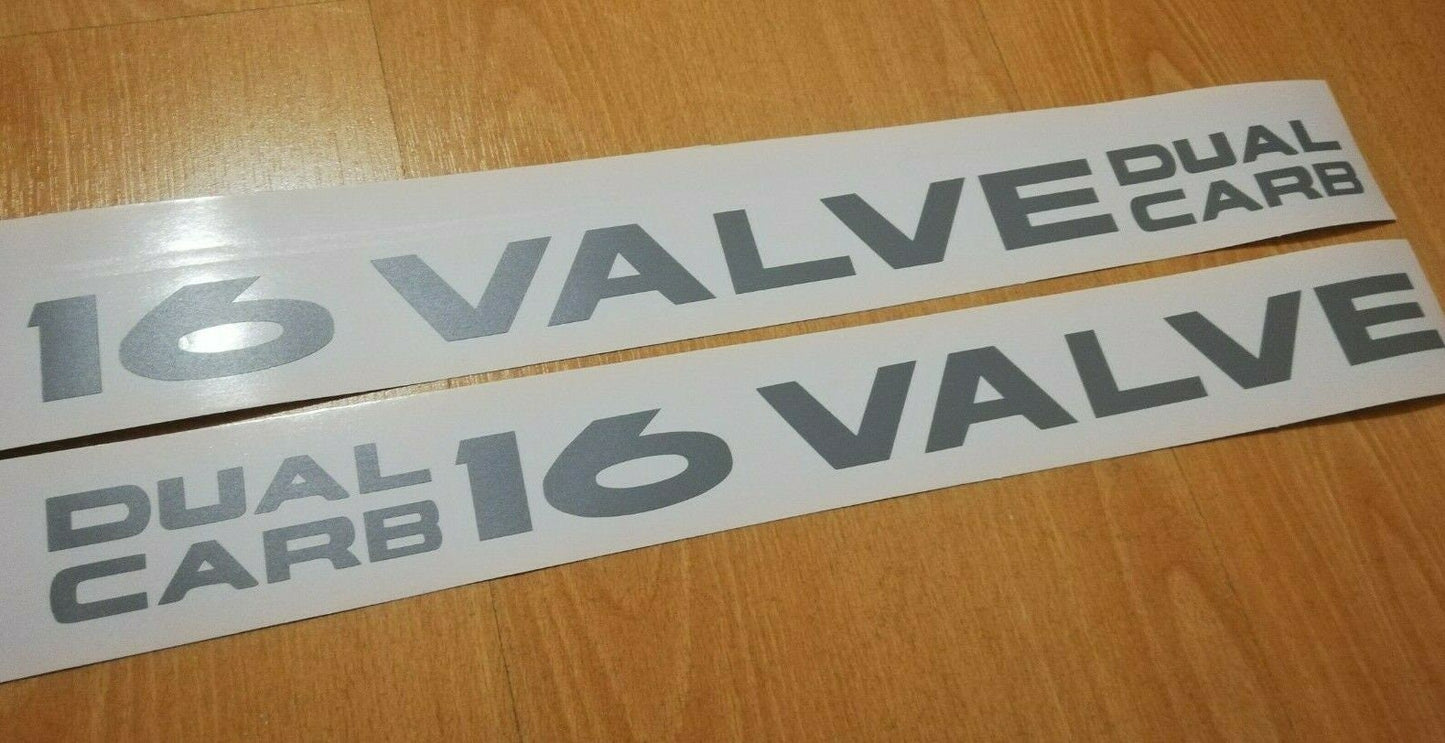 16 VALVE DUAL
CARB
DUAL 16 VALVE
CARB